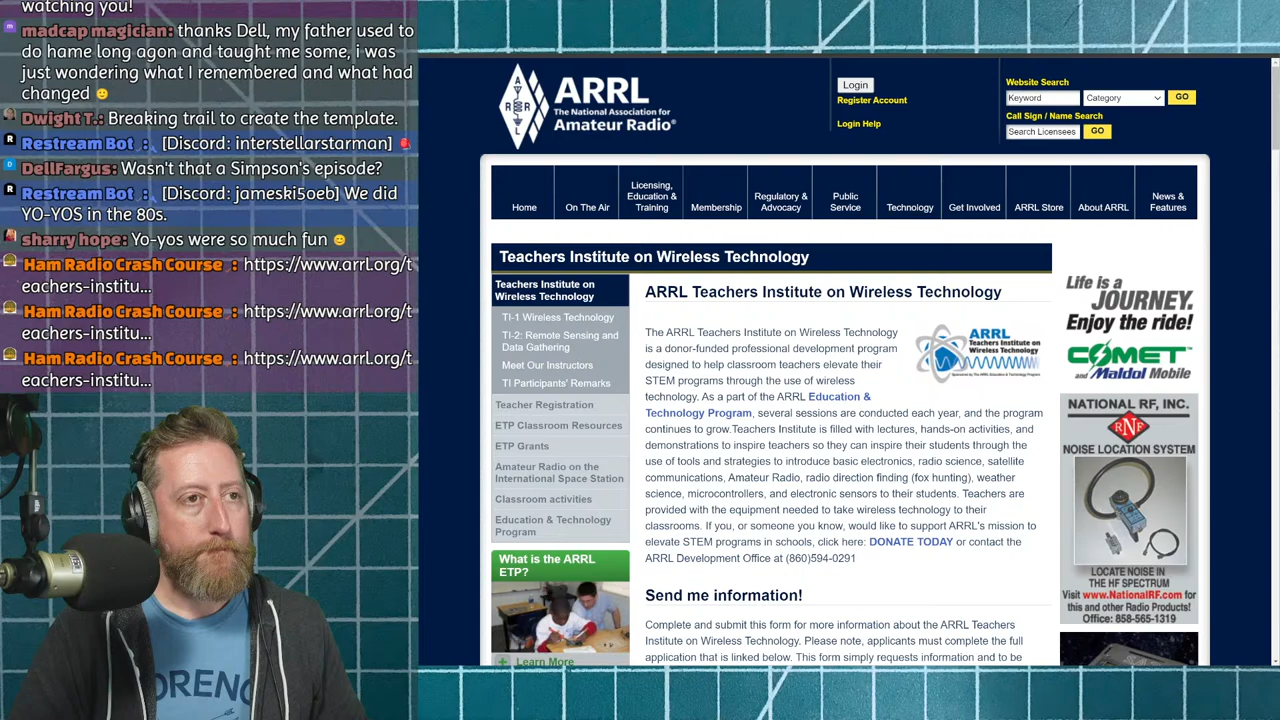 watching you!
madcap magician: thanks Dell, my father used to
do hame long agon and taught me some, i was
just wondering what I remembered and what had
changed 🙂
Dwight T.: Breaking trail to create the template.
Restream Bot : [Discord: interstellarstarman]
DellFargus: Wasn't that a Simpson's episode?
Restream Bot : [Discord: jameski5oeb] We did
YO-YOS in the 80s.
sharry hope: Yo-yos were so much fun 🙂
Ham Radio Crash Course : https://www.arrl.org/t
eachers-institu...
Ham Radio Crash Course : https://www.arrl.org/t
eachers-institu...
Ham Radio Crash Course : https://www.arrl.org/t
eachers-institu...
DRENO
ARRL
ARRL
The National Association for
Amateur Radio®
Login
Register Account
Login Help
Website Search
Keyword
Category
GO
Call Sign / Name Search
Search Licensees
GO
Home
On The Air
Licensing,
Education &
Training
Membership
Regulatory &
Advocacy
Public
Service
Technology
Get Involved
ARRL Store
About ARRL
News &
Features
Teachers Institute on Wireless Technology
Teachers Institute on
Wireless Technology
TI-1 Wireless Technology
TI-2: Remote Sensing and
Data Gathering
Meet Our Instructors
TI Participants' Remarks
Teacher Registration
ETP Classroom Resources
ETP Grants
Amateur Radio on the
International Space Station
Classroom activities
Education & Technology
Program
What is the ARRL
ETP?
+ Learn More
ARRL Teachers Institute on Wireless Technology
The ARRL Teachers Institute on Wireless Technology
is a donor-funded professional development program
designed to help classroom teachers elevate their
STEM programs through the use of wireless
technology. As a part of the ARRL Education &
Technology Program, several sessions are conducted each year, and the program
continues to grow.Teachers Institute is filled with lectures, hands-on activities, and
demonstrations to inspire teachers so they can inspire their students through the
use of tools and strategies to introduce basic electronics, radio science, satellite
communications, Amateur Radio, radio direction finding (fox hunting), weather
science, microcontrollers, and electronic sensors to their students. Teachers are
provided with the equipment needed to take wireless technology to their
classrooms. If you, or someone you know, would like to support ARRL's mission to
elevate STEM programs in schools, click here: DONATE TODAY or contact the
ARRL Development Office at (860)594-0291
ARRL
Teachers Institute on
Wireless Technology
Sponsored by the ARRL Education & Technology Program
Send me information!
Complete and submit this form for more information about the ARRL Teachers
Institute on Wireless Technology. Please note, applicants must complete the full
application that is linked below. This form simply requests information and to be
Life is a
JOURNEY.
Enjoy the ride!
COMET™
and Maldol Mobile
NATIONAL RF, INC.
RNF
NOISE LOCATION SYSTEM
LOCATE NOISE IN
THE HF SPECTRUM
Visit www.NationalRF.com for
this and other Radio Products!
Office: 858-565-1319